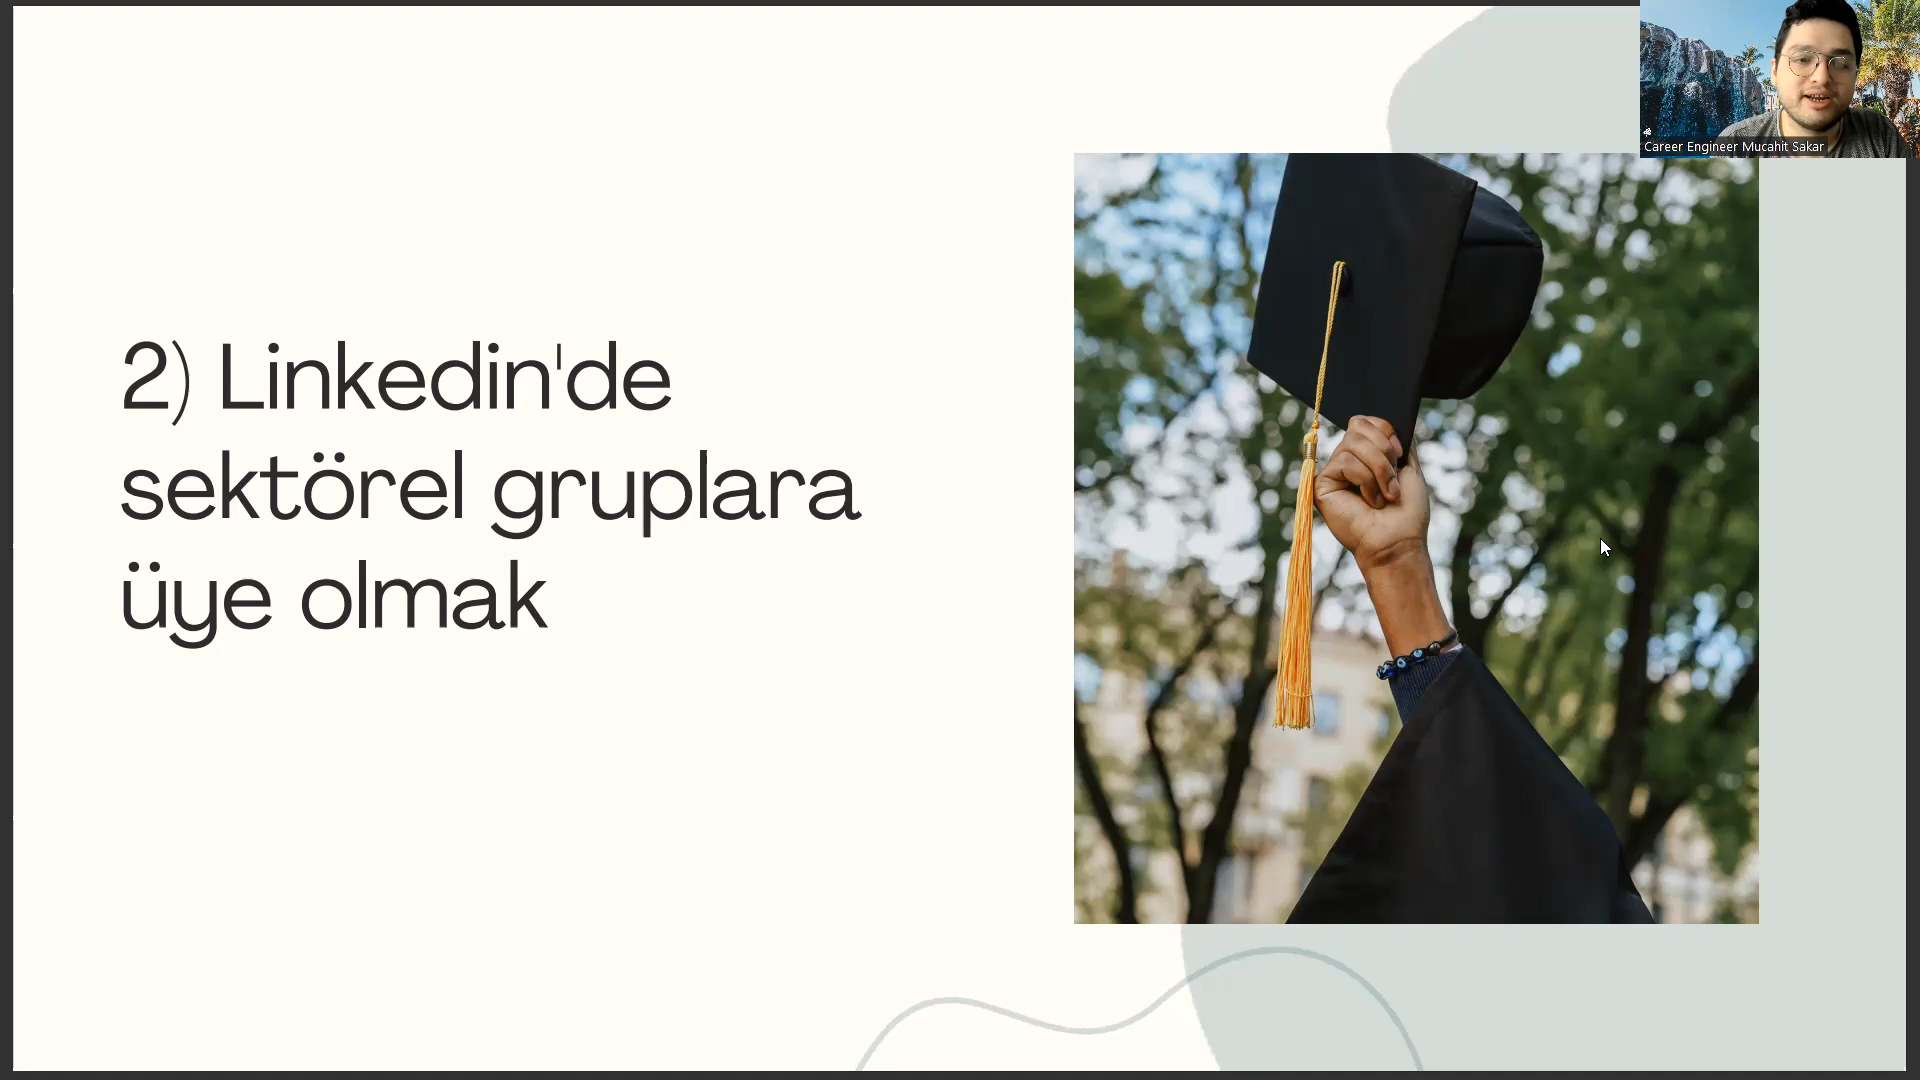 Career Engineer Mucahit Sakar
2) Linkedin'de
sektörel gruplara
üye olmak